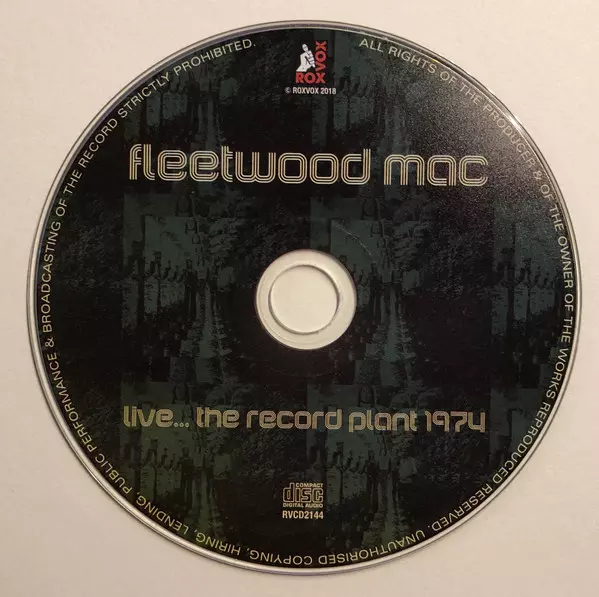 ROX VOX
© ROXVOX 2018
fleetwood mac
live... the record plant 1974
COMPACT
disc
DIGITAL AUDIO
RVCD2144
ALL RIGHTS OF THE PRODUCER & OF THE OWNER OF THE WORKS REPRODUCED RESERVED. UNAUTHORISED COPYING, HIRING, LENDING, PUBLIC PERFORMANCE & BROADCASTING OF THE RECORD STRICTLY PROHIBITED.